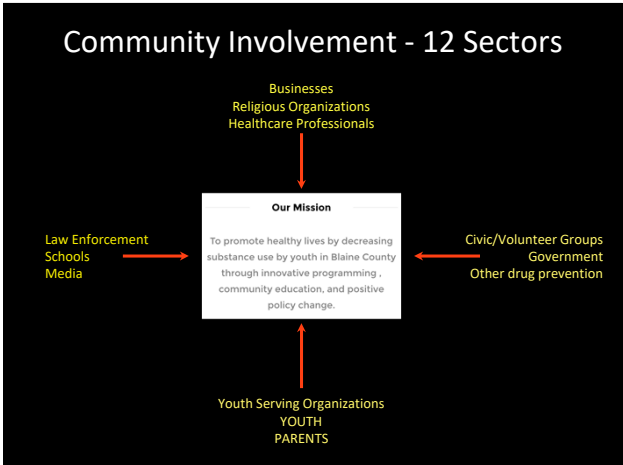 Community Involvement - 12 Sectors
Businesses
Religious Organizations
Healthcare Professionals
Law Enforcement
Schools
Media
Our Mission
To promote healthy lives by decreasing
substance use by youth in Blaine County
through innovative programming ,
community education, and positive
policy change.
Civic/Volunteer Groups
Government
Other drug prevention
Youth Serving Organizations
YOUTH
PARENTS